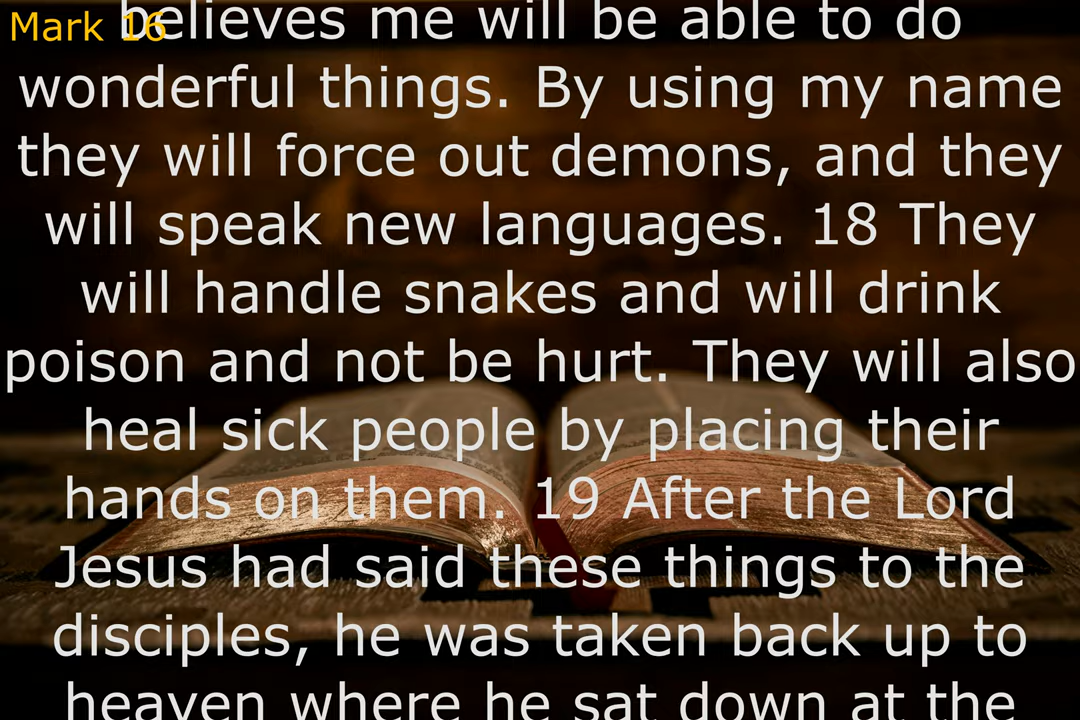 Mark 16
believes me will be able to do
wonderful things. By using my name
they will force out demons, and they
will speak new languages. 18 They
will handle snakes and will drink
poison and not be hurt. They will also
heal sick people by placing their
hands on them. 19 After the Lord
Jesus had said these things to the
disciples, he was taken back up to
heaven where he sat down at the